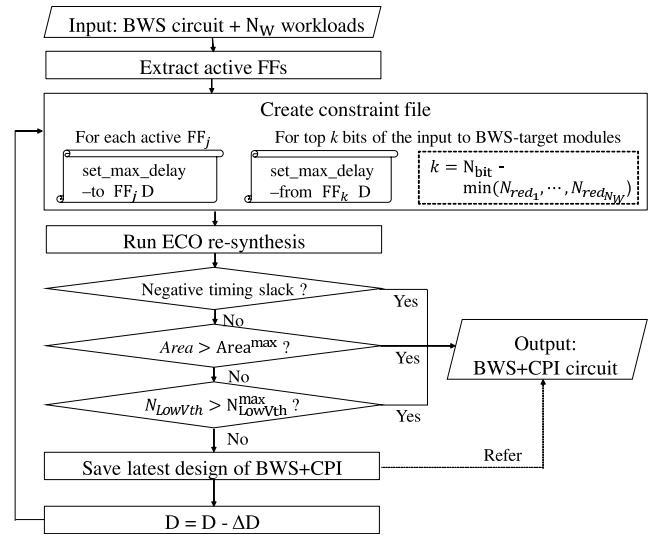 Input: BWS circuit + N_W workloads
Extract active FFs
Create constraint file
For each active FF_j
set_max_delay
–to FF_j D
For top k bits of the input to BWS-target modules
set_max_delay
–from FF_k D
k = N_bit -
min(N_red_1, ⋯, N_red_N_W)
Run ECO re-synthesis
Negative timing slack ?
Yes
No
Area > Area^max ?
Yes
No
N_LowVth > N_LowVth^max ?
Yes
No
Output:
BWS+CPI circuit
Save latest design of BWS+CPI
Refer
D = D - ΔD